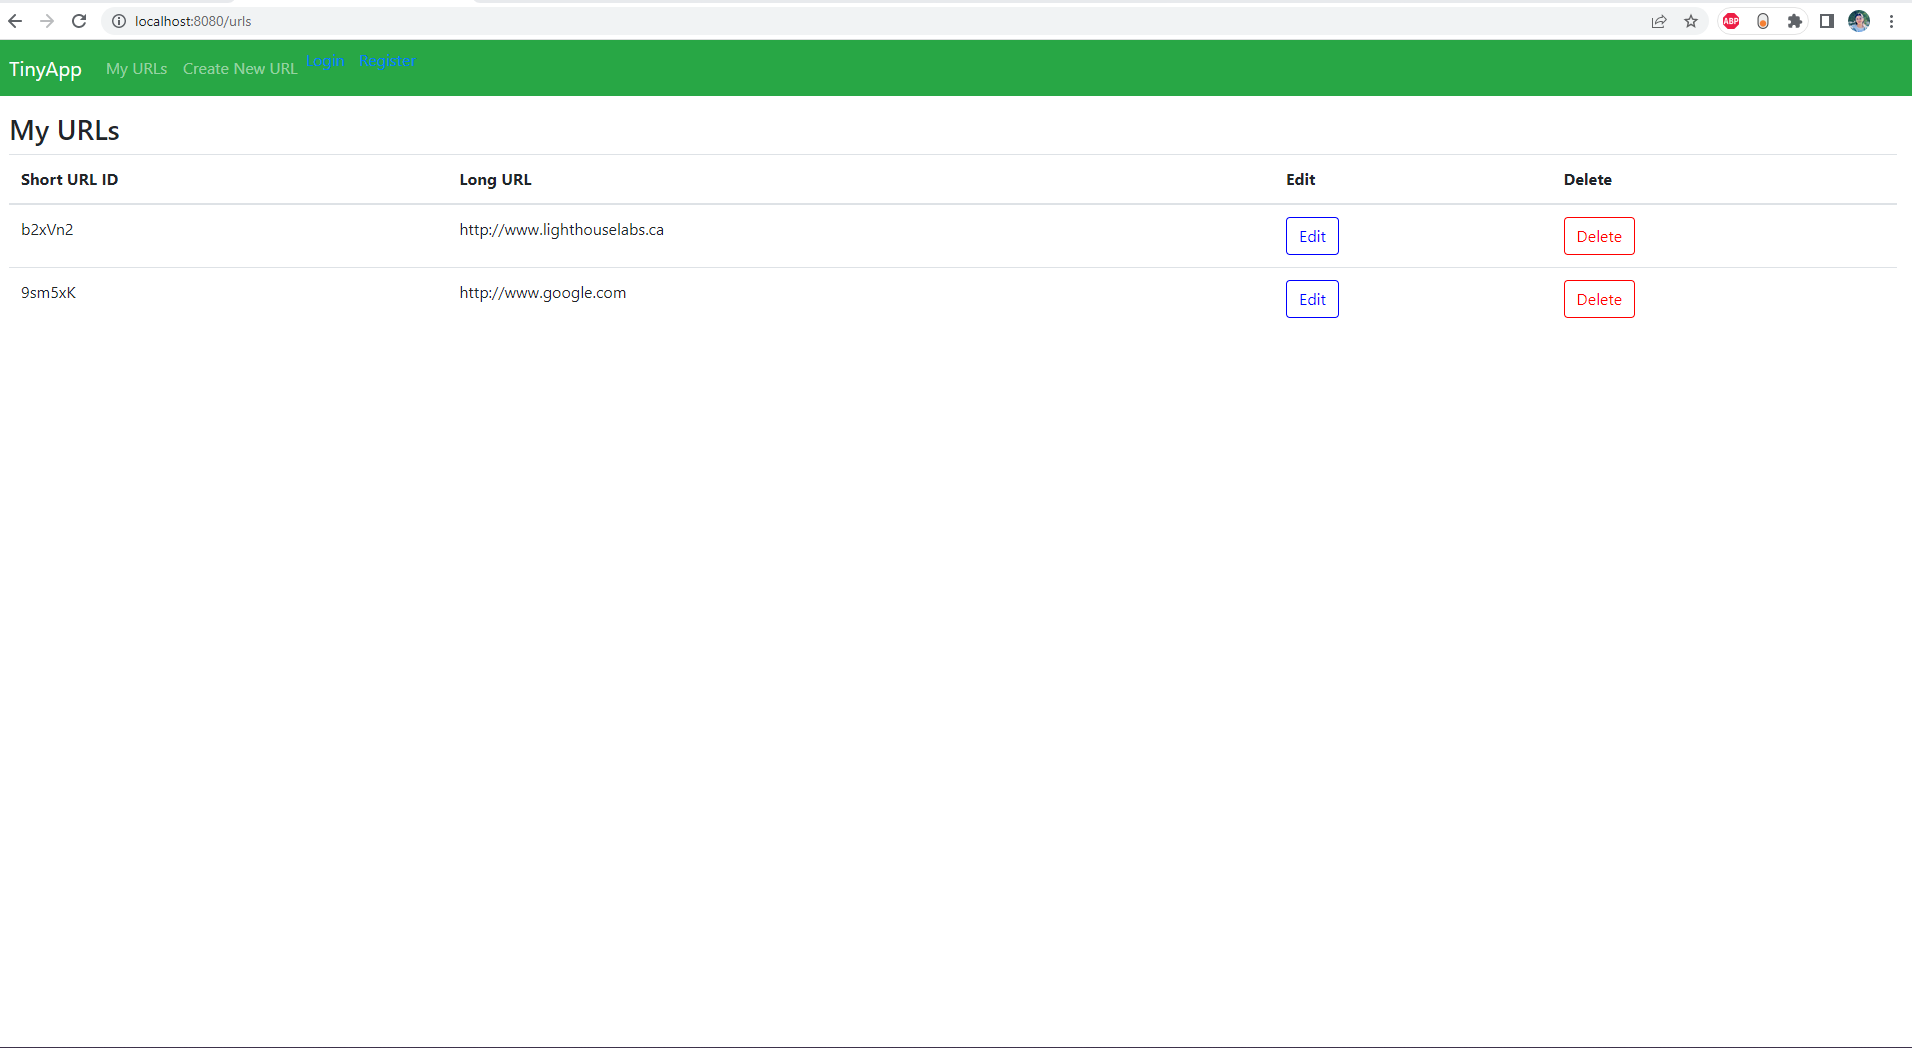 localhost:8080/urls
ABP
TinyApp My URLs Create New URL Login Register
My URLs
Short URL ID Long URL Edit Delete
b2xVn2 http://www.lighthouselabs.ca Edit Delete
9sm5xK http://www.google.com Edit Delete